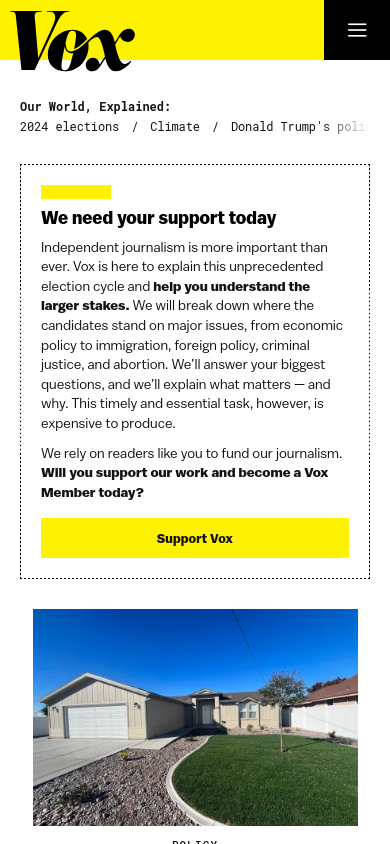 Vox
Our World, Explained:
2024 elections / Climate / Donald Trump's
We need your support today
Independent journalism is more important than
ever. Vox is here to explain this unprecedented
election cycle and help you understand the
larger stakes. We will break down where the
candidates stand on major issues, from economic
policy to immigration, foreign policy, criminal
justice, and abortion. We’ll answer your biggest
questions, and we’ll explain what matters — and
why. This timely and essential task, however, is
expensive to produce.
We rely on readers like you to fund our journalism.
Will you support our work and become a Vox
Member today?
Support Vox
POLICY